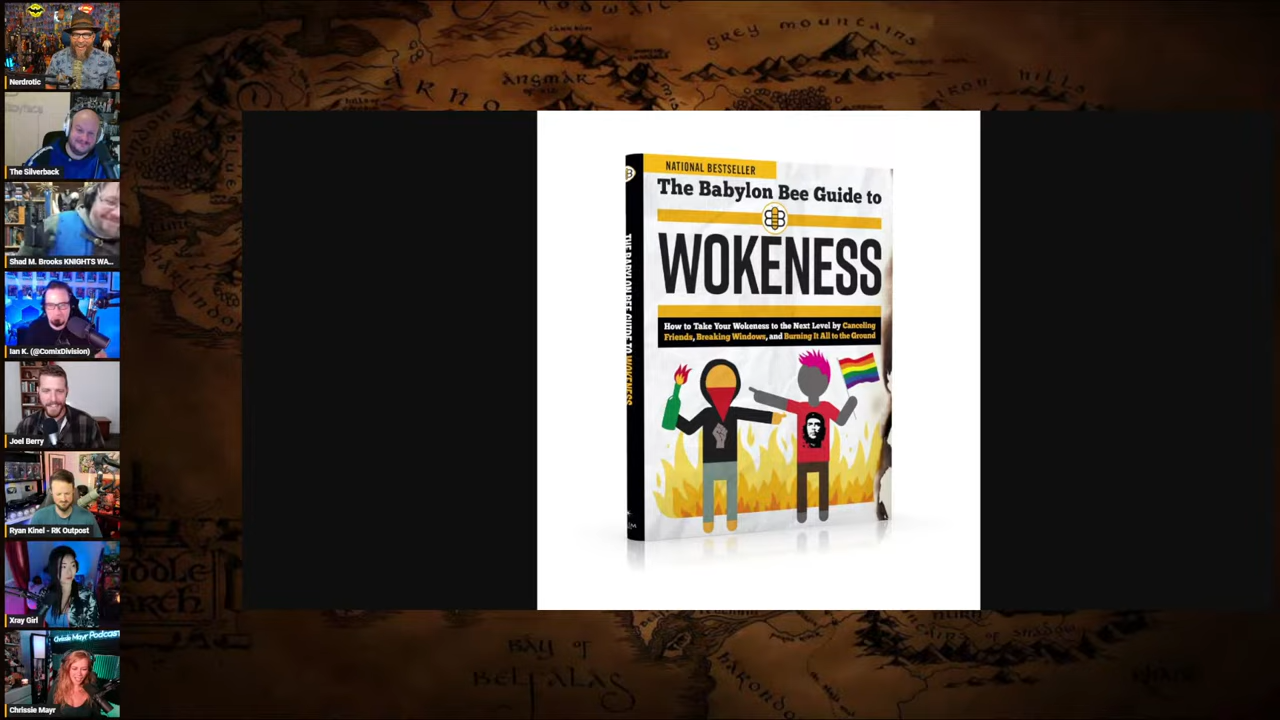 Nerdrotic
The Silverback
Shad M. Brooks KNIGHTS WA...
Ian K. (@ComixDivision)
Joel Berry
Ryan Kinel - RK Outpost
Xray Girl
Chrissie Mayr Podcast
Chrissie Mayr
NATIONAL BESTSELLER
The Babylon Bee Guide to
WOKENESS
How to Take Your Wokeness to the Next Level by Canceling
Friends, Breaking Windows, and Burning It All to the Ground
THE BABYLON BEE GUIDE TO WOKENESS
GREY MOUNTAINS
ANGMAR
BAY OF
BELFALAS